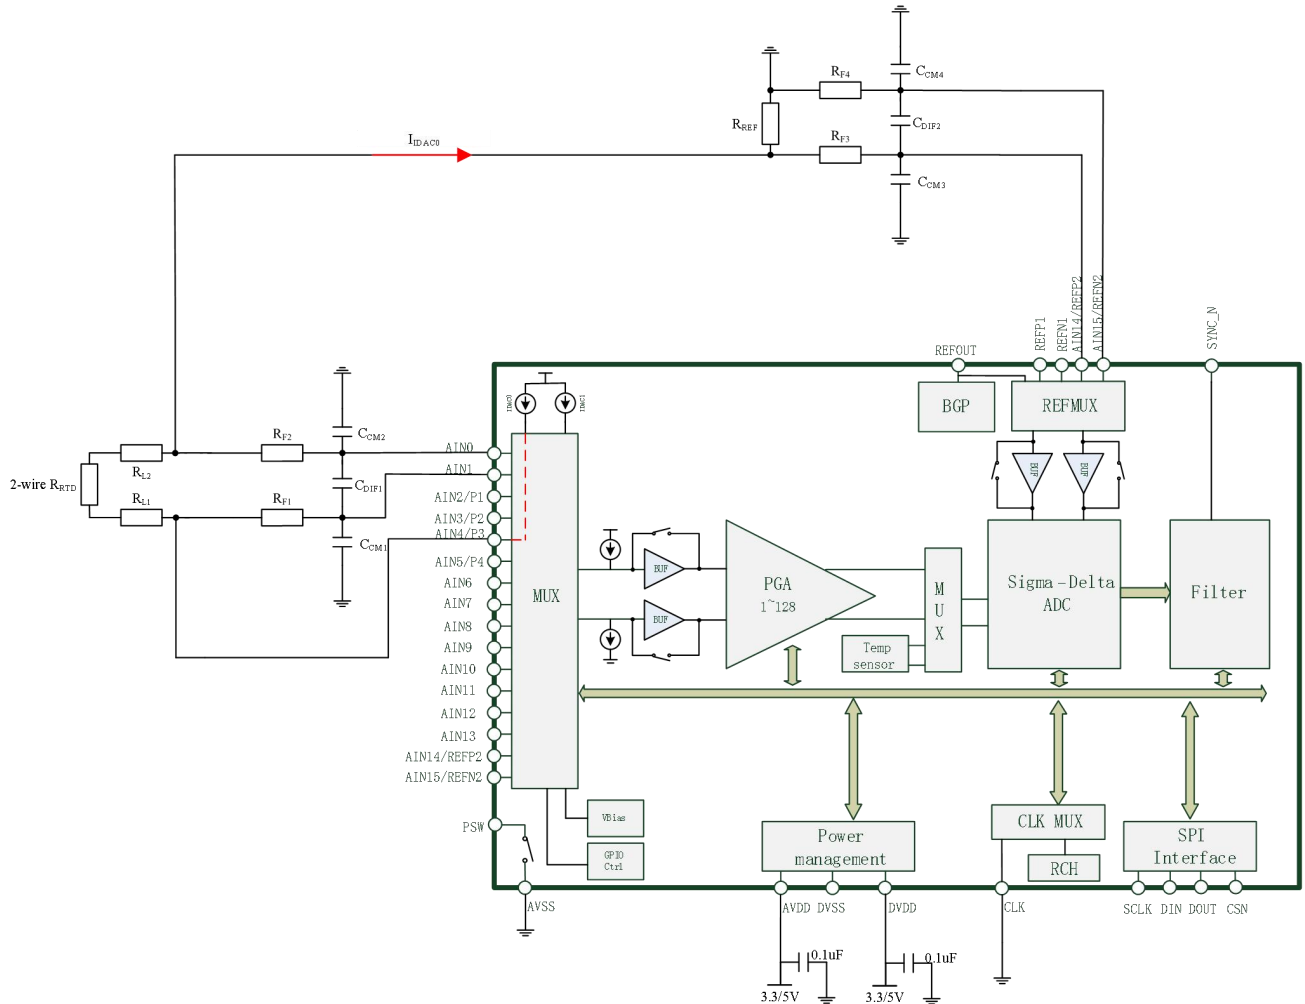 C_CM4
R_F4
R_REF
C_DIF2
R_F3
I_IDAC0
C_CM3
REFP1
REFN1
AIN14/REFP2
AIN15/REFN2
SYNC_N
REFOUT
BGP
REFMUX
IDAC0
IDAC1
BUF
BUF
C_CM2
R_F2
AIN0
R_L2
AIN1
2-wire R_RTD
C_DIF1
R_L1
R_F1
AIN2/P1
AIN3/P2
AIN4/P3
C_CM1
AIN5/P4
AIN6
AIN7
AIN8
AIN9
AIN10
AIN11
AIN12
AIN13
AIN14/REFP2
AIN15/REFN2
MUX
BUF
BUF
PGA
1~128
M
U
X
Temp
sensor
Sigma-Delta
ADC
Filter
PSW
VBias
GPIO
Ctrl
Power
management
CLK MUX
RCH
SPI
Interface
AVSS
AVDD DVSS
DVDD
CLK
SCLK DIN DOUT CSN
0.1uF
0.1uF
3.3/5V
3.3/5V